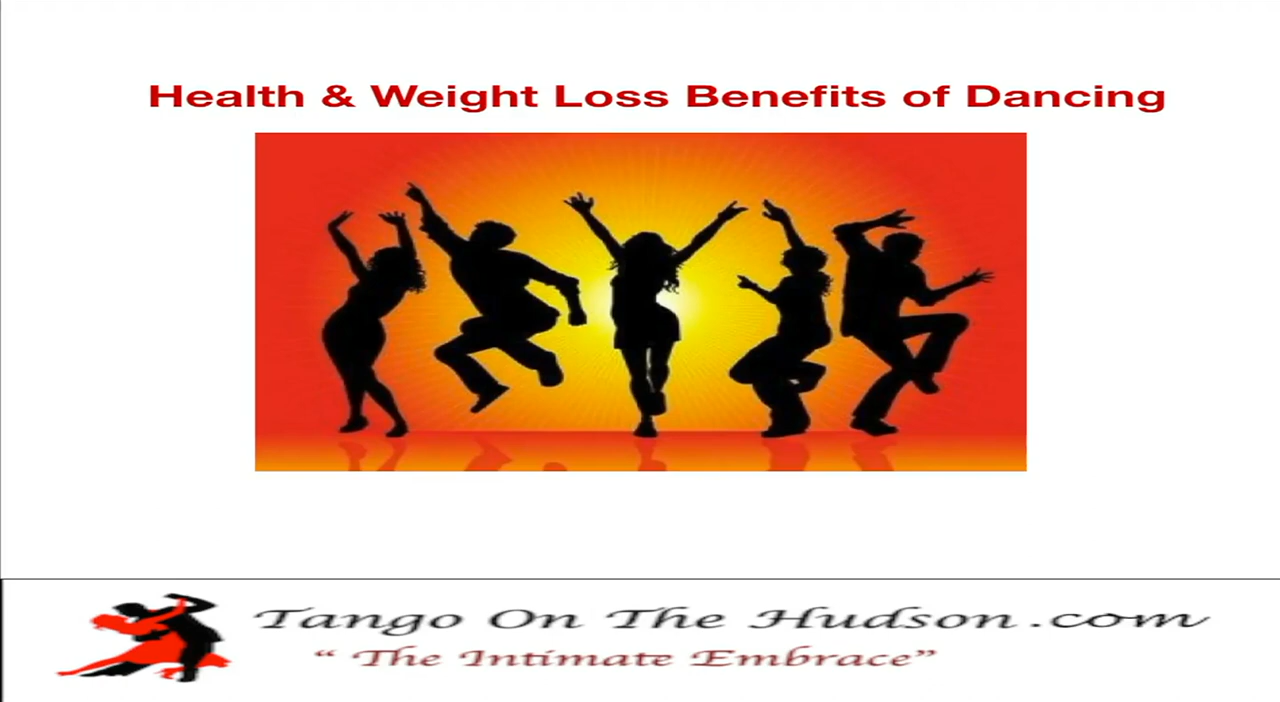 Health & Weight Loss Benefits of Dancing
Tango On The Hudson.com
“ The Intimate Embrace”